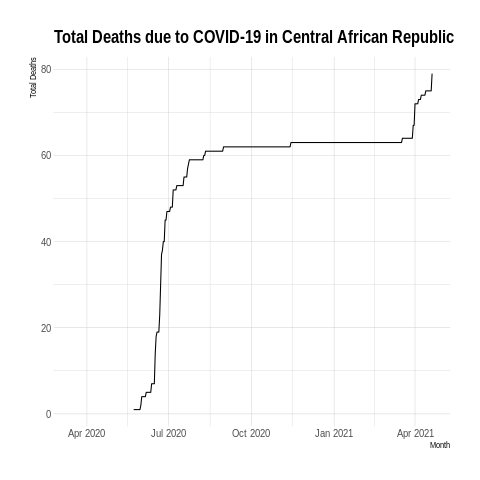 Total Deaths due to COVID-19 in Central African Republic
Total Deaths
80
60
40
20
0
Apr 2020 Jul 2020 Oct 2020 Jan 2021 Apr 2021
Month